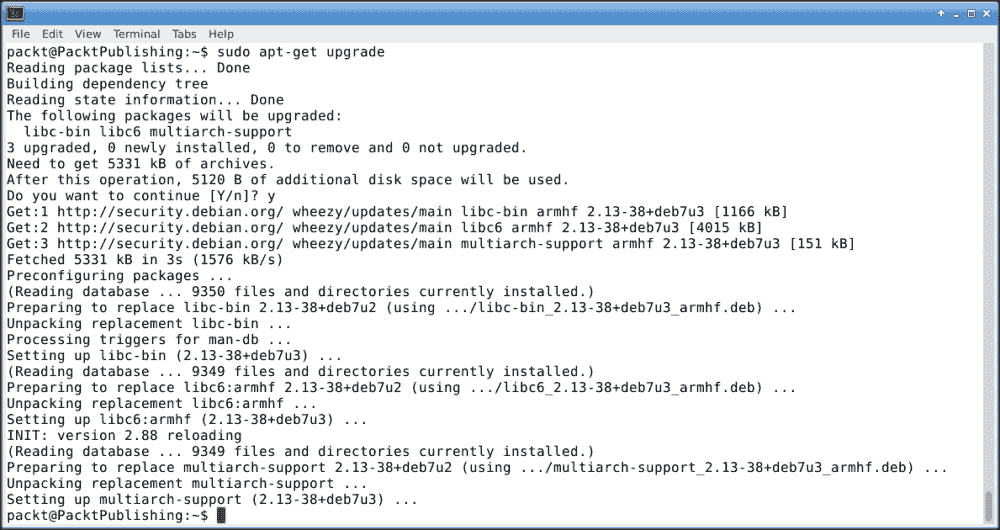 File Edit View Terminal Tabs Help
packt@PacktPublishing:~$ sudo apt-get upgrade
Reading package lists... Done
Building dependency tree
Reading state information... Done
The following packages will be upgraded:
  libc-bin libc6 multiarch-support
3 upgraded, 0 newly installed, 0 to remove and 0 not upgraded.
Need to get 5331 kB of archives.
After this operation, 5120 B of additional disk space will be used.
Do you want to continue [Y/n]? y
Get:1 http://security.debian.org/ wheezy/updates/main libc-bin armhf 2.13-38+deb7u3 [1166 kB]
Get:2 http://security.debian.org/ wheezy/updates/main libc6 armhf 2.13-38+deb7u3 [4015 kB]
Get:3 http://security.debian.org/ wheezy/updates/main multiarch-support armhf 2.13-38+deb7u3 [151 kB]
Fetched 5331 kB in 3s (1576 kB/s)
Preconfiguring packages ...
(Reading database ... 9350 files and directories currently installed.)
Preparing to replace libc-bin 2.13-38+deb7u2 (using .../libc-bin_2.13-38+deb7u3_armhf.deb) ...
Unpacking replacement libc-bin ...
Processing triggers for man-db ...
Setting up libc-bin (2.13-38+deb7u3) ...
(Reading database ... 9349 files and directories currently installed.)
Preparing to replace libc6:armhf 2.13-38+deb7u2 (using .../libc6_2.13-38+deb7u3_armhf.deb) ...
Unpacking replacement libc6:armhf ...
Setting up libc6:armhf (2.13-38+deb7u3) ...
INIT: version 2.88 reloading
(Reading database ... 9349 files and directories currently installed.)
Preparing to replace multiarch-support 2.13-38+deb7u2 (using .../multiarch-support_2.13-38+deb7u3_armhf.deb) ...
Unpacking replacement multiarch-support ...
Setting up multiarch-support (2.13-38+deb7u3) ...
packt@PacktPublishing:~$